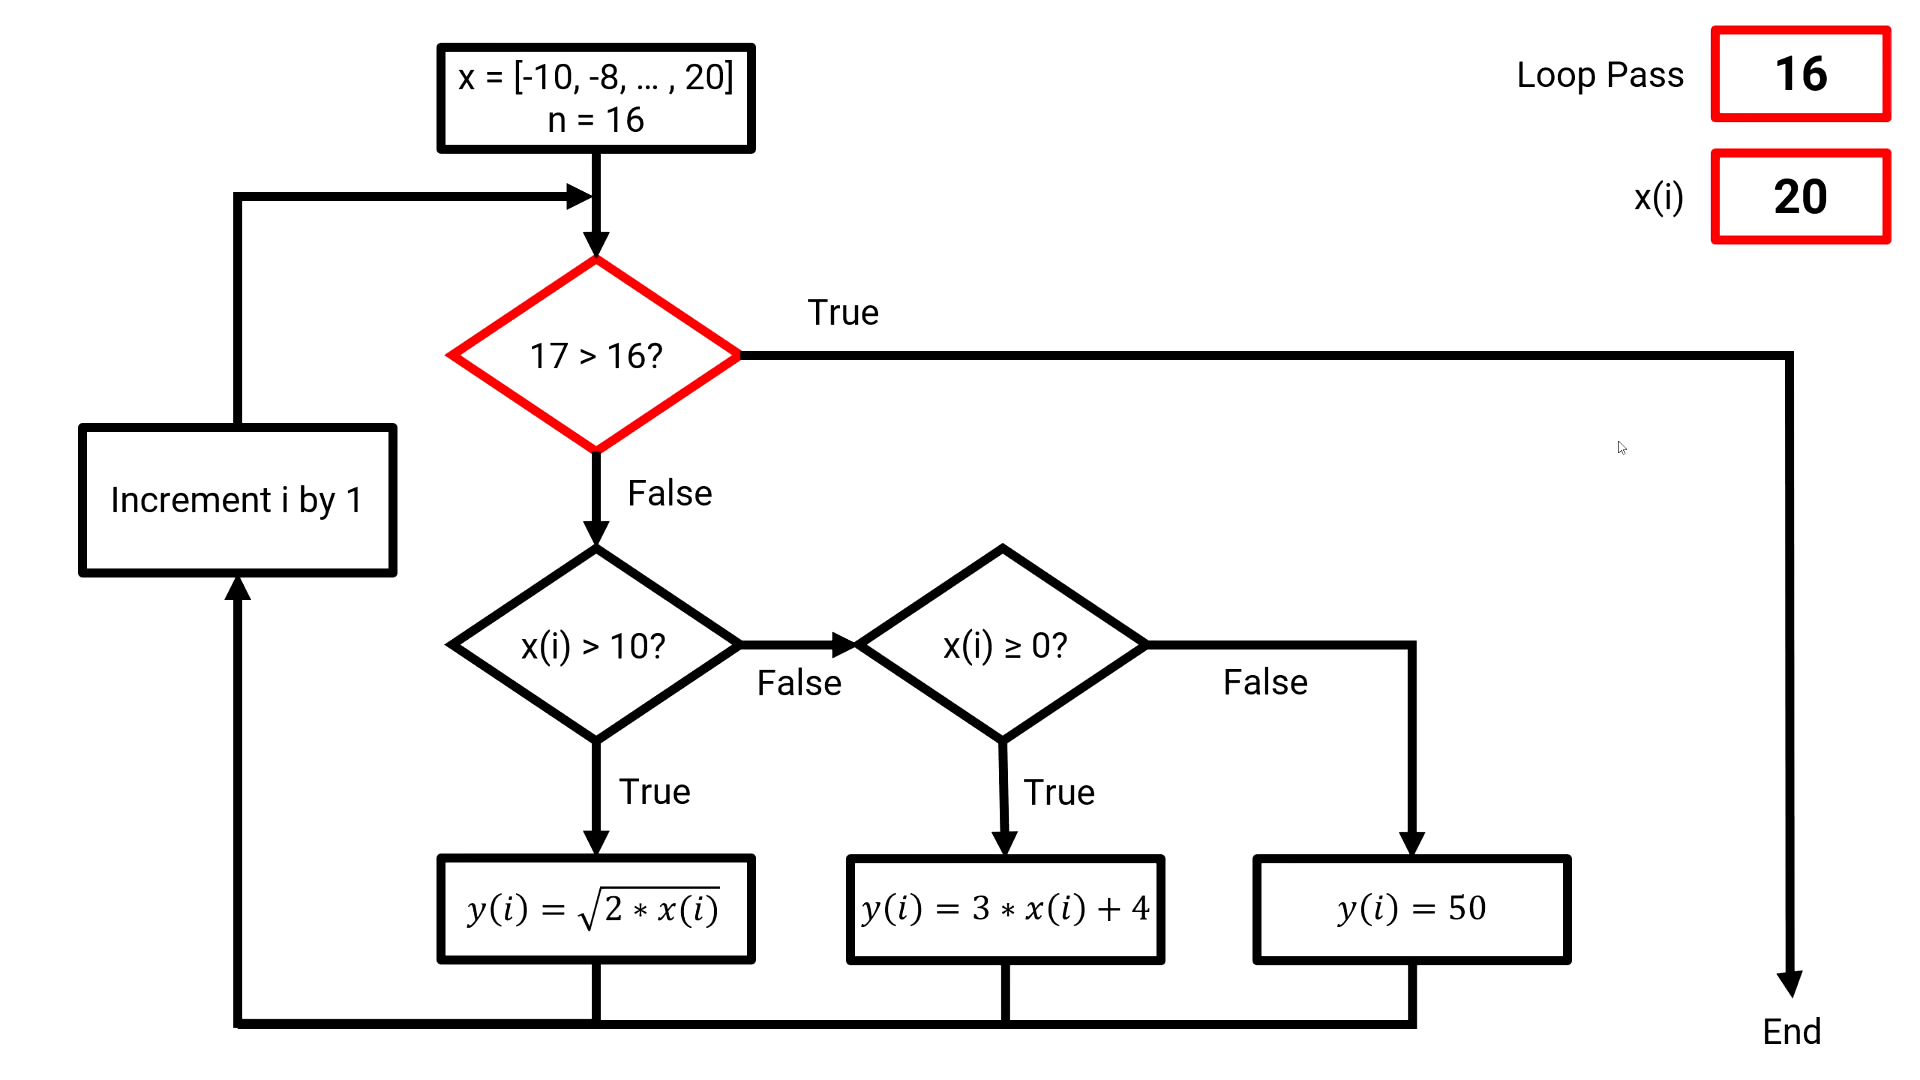 x = [-10, -8, ... , 20]
n = 16
Loop Pass
16
x(i)
20
17 > 16?
True
False
Increment i by 1
x(i) > 10?
False
x(i) ≥ 0?
False
True
True
y(i) = √2 * x(i)
y(i) = 3 * x(i) + 4
y(i) = 50
End